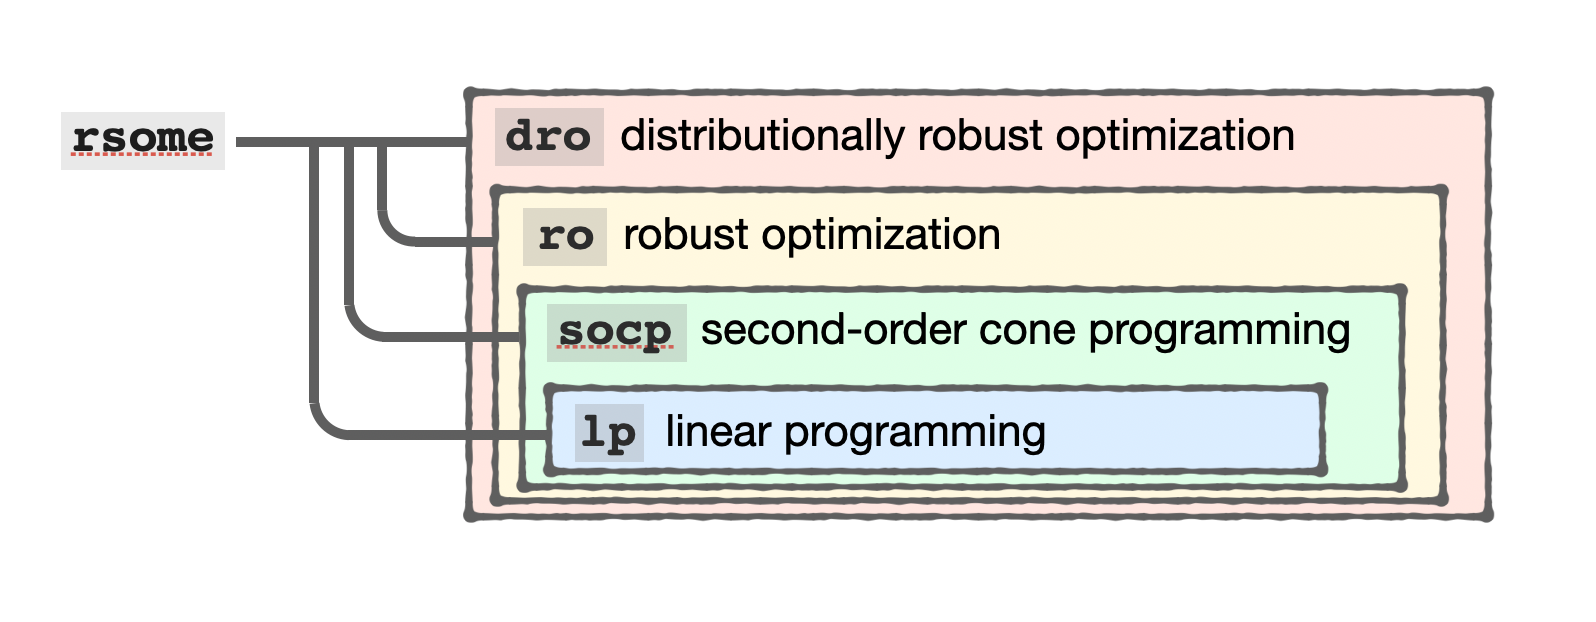 rsome
dro distributionally robust optimization
ro robust optimization
socp second-order cone programming
lp linear programming